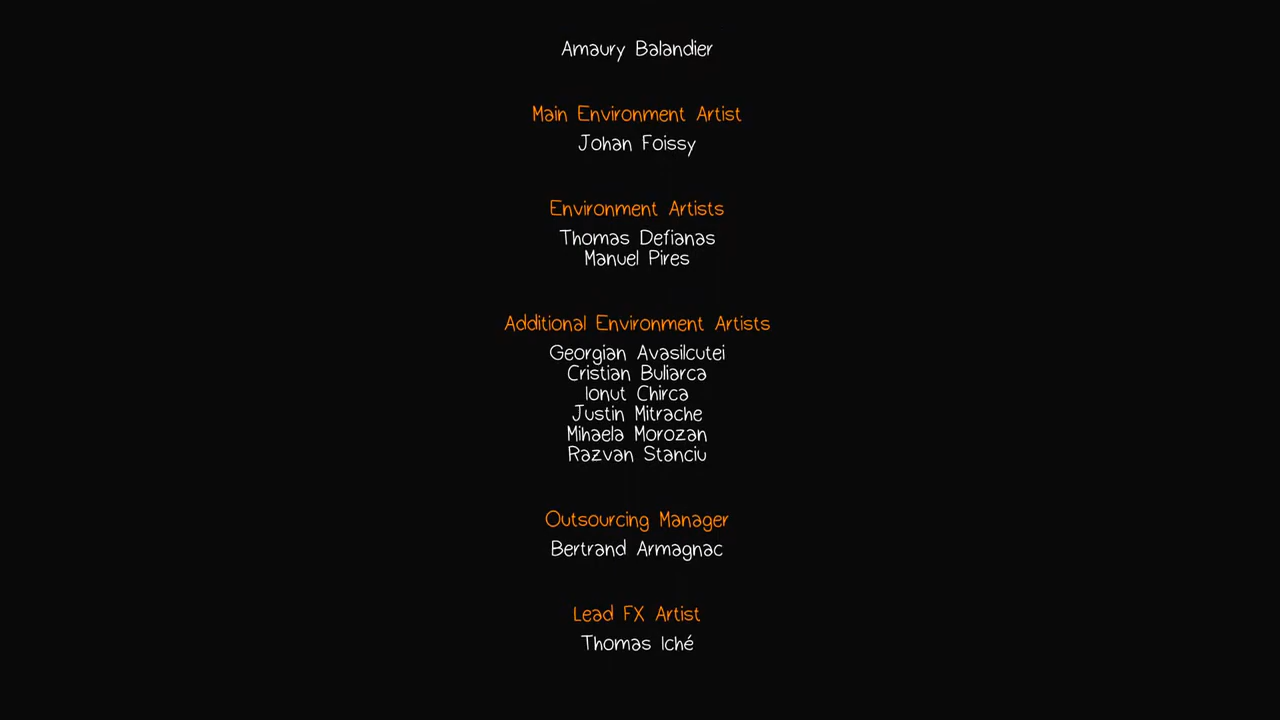 Amaury Balandier
Main Environment Artist
Johan Foissy
Environment Artists
Thomas Defianas
Manuel Pires
Additional Environment Artists
Georgian Avasilcutei
Cristian Buliarca
Ionut Chirca
Justin Mitrache
Mihaela Morozan
Razvan Stanciu
Outsourcing Manager
Bertrand Armagnac
Lead FX Artist
Thomas Iché